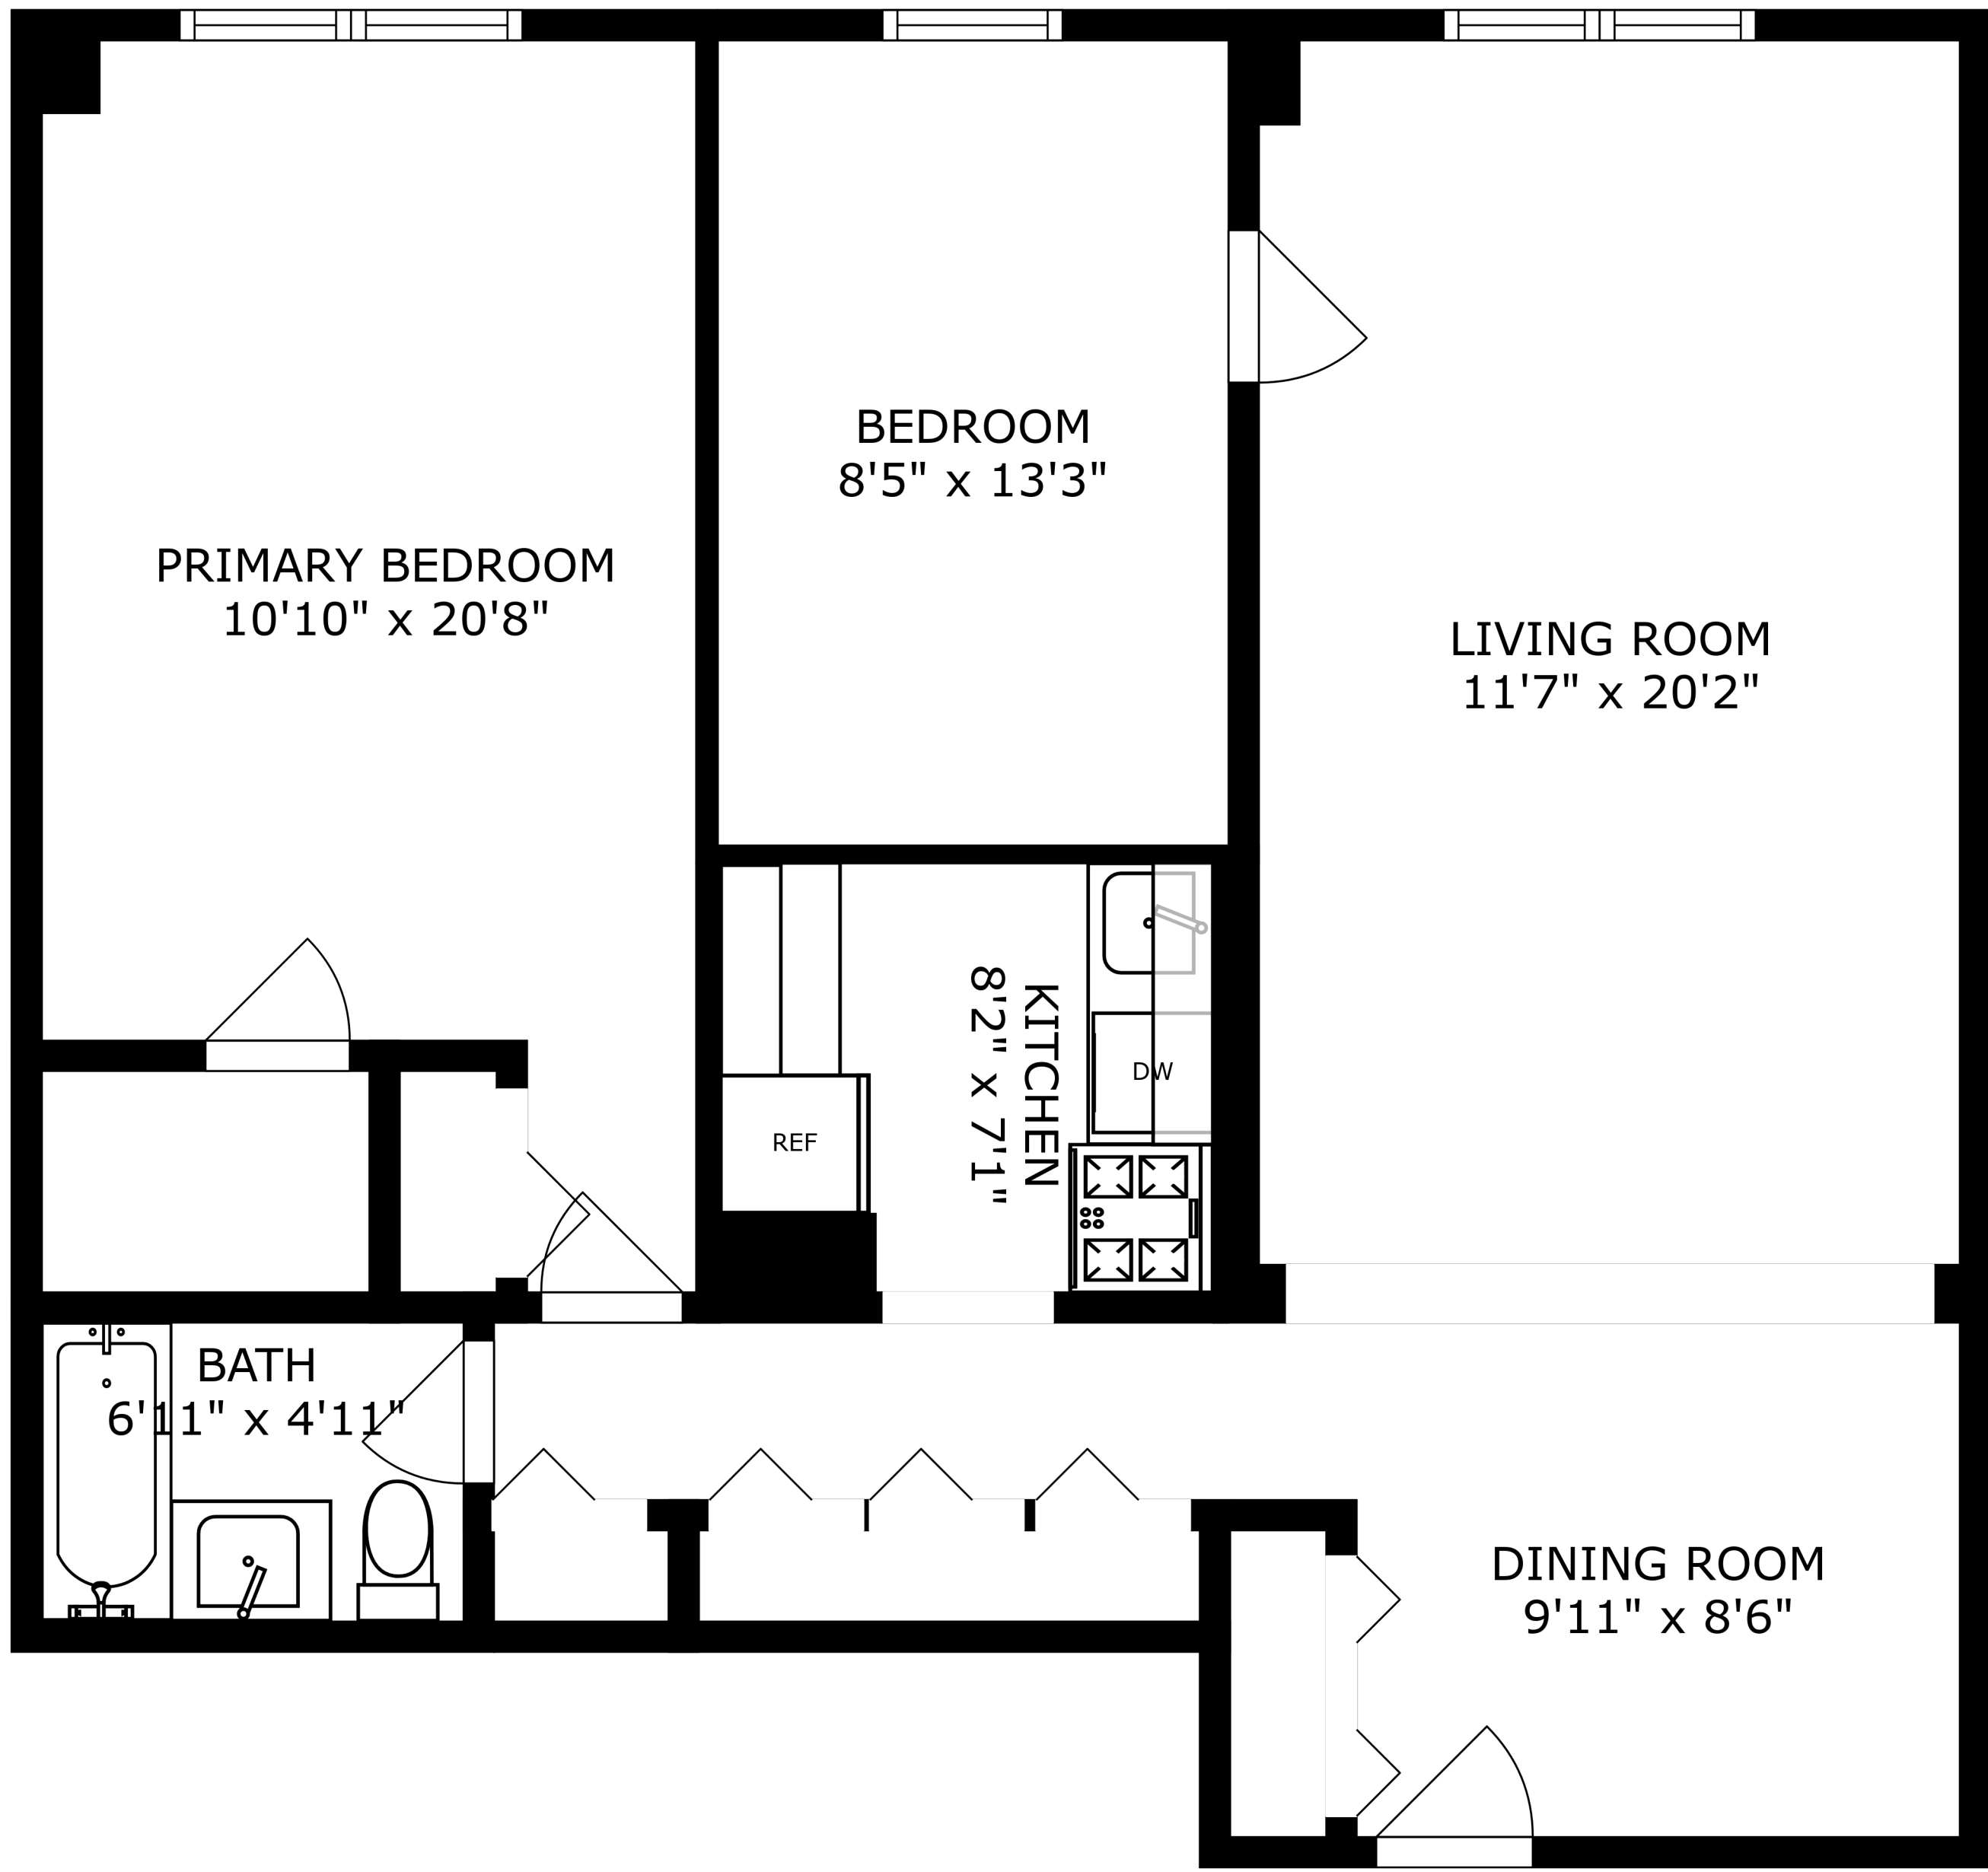 BEDROOM
8'5" x 13'3"
PRIMARY BEDROOM
10'10" x 20'8"
LIVING ROOM
11'7" x 20'2"
KITCHEN
8'2" x 7'1"
DW
REF
BATH
6'11" x 4'11"
DINING ROOM
9'11" x 8'6"